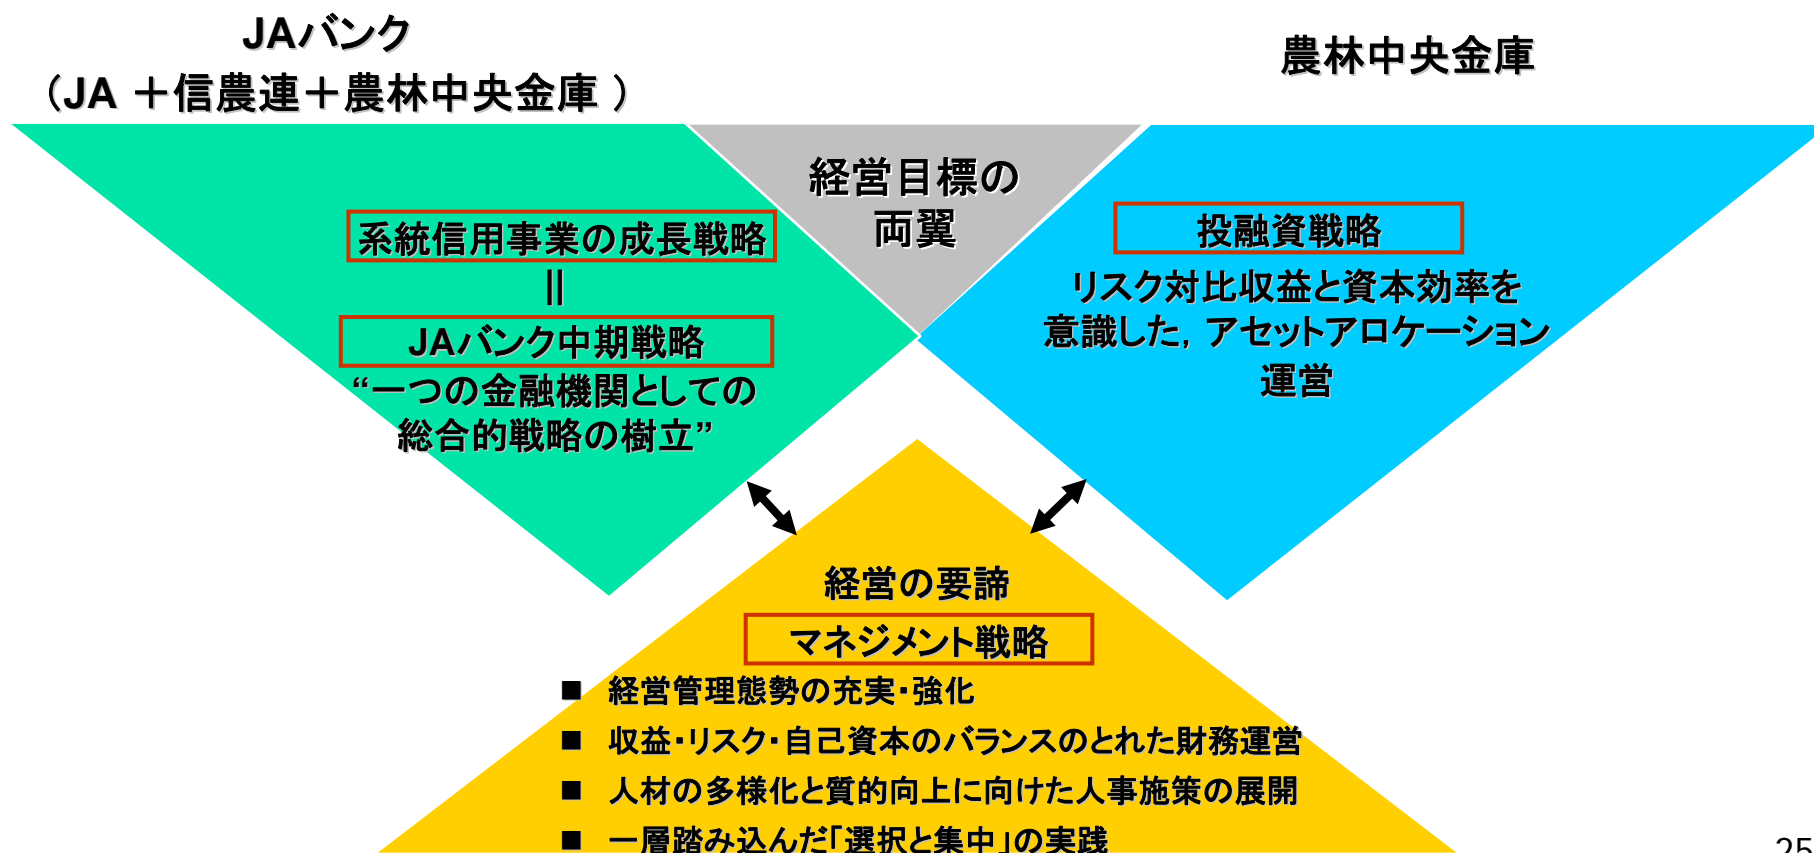 JAバンク
（JA ＋信農連＋農林中央金庫 ）
農林中央金庫
経営目標の
両翼
系統信用事業の成長戦略
||
JAバンク中期戦略
“一つの金融機関としての
総合的戦略の樹立”
投融資戦略
リスク対比収益と資本効率を
意識した，アセットアロケーション
運営
経営の要諦
マネジメント戦略
■ 経営管理態勢の充実・強化
■ 収益・リスク・自己資本のバランスのとれた財務運営
■ 人材の多様化と質的向上に向けた人事施策の展開
■ 一層踏み込んだ「選択と集中」の実践
25